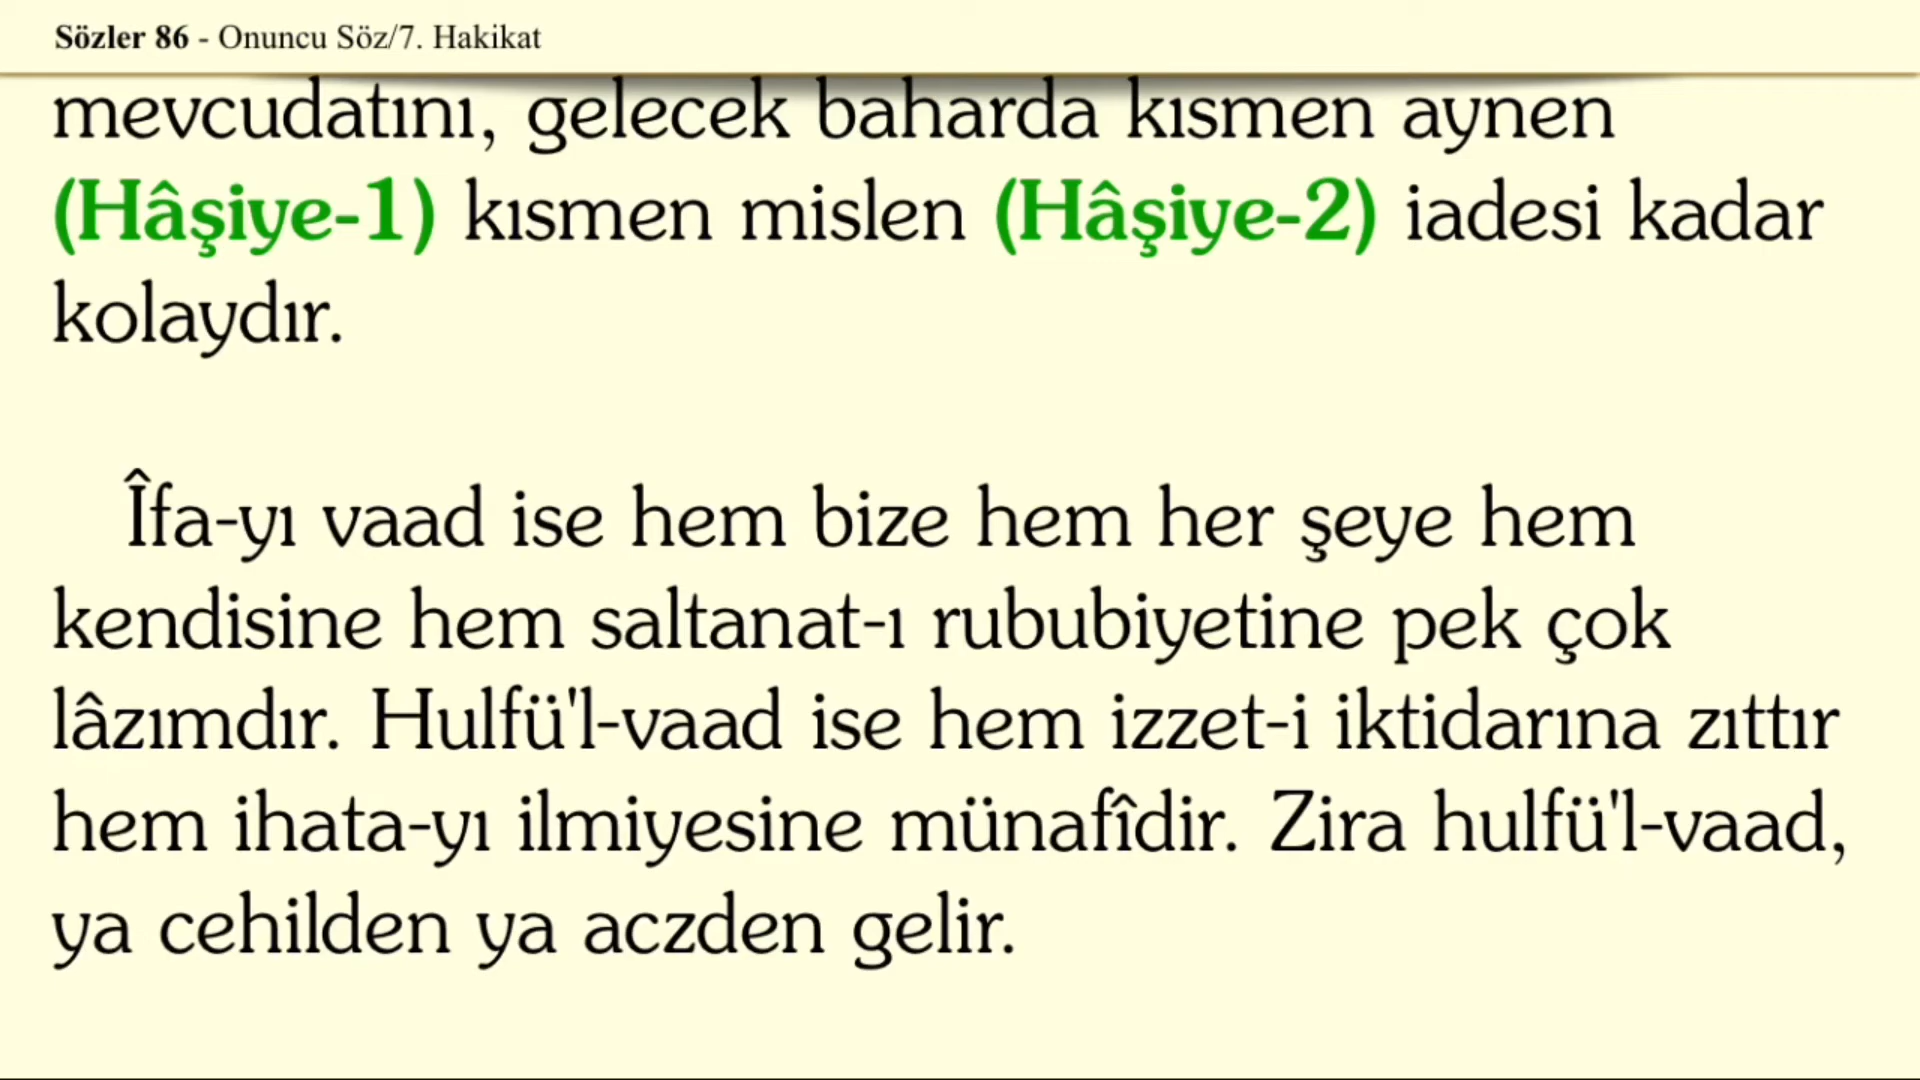 Sözler 86 - Onuncu Söz/7. Hakikat
mevcudatını, gelecek baharda kısmen aynen
(Hâşiye-1) kısmen mislen (Hâşiye-2) iadesi kadar
kolaydır.
Îfa-yı vaad ise hem bize hem her şeye hem
kendisine hem saltanat-ı rububiyetine pek çok
lâzımdır. Hulfü'l-vaad ise hem izzet-i iktidarına zıttır
hem ihata-yı ilmiyesine münafîdir. Zira hulfü'l-vaad,
ya cehilden ya aczden gelir.